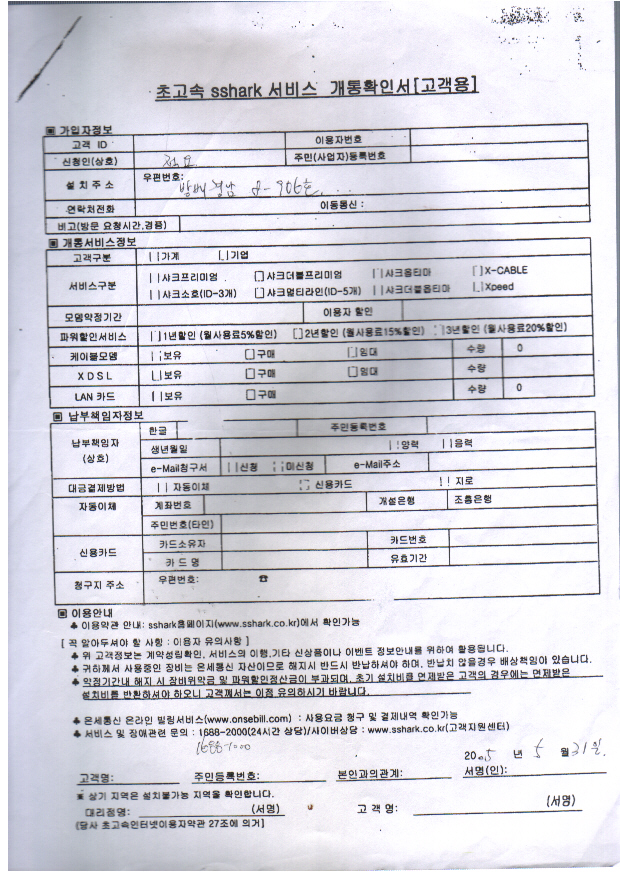 초고속 sshark 서비스 개통확인서[고객용]
▣ 가입자정보
고객 ID 이용자번호
신청인(상호) 주민(사업자)등록번호
설치주소 우편번호:
8-906호
연락처전화 이동통신 :
비고(방문 요청시간,경품)
▣ 개통서비스정보
고객구분 [ ]가계 [ ]기업
서비스구분 [ ]샤크프리미엄 [ ]샤크더블프리미엄 [ ]샤크옵티마 [ ]X-CABLE
[ ]샤크소호(ID-3개) [ ]샤크멀티라인(ID-5개) [ ]샤크더블옵티마 [ ]Xpeed
모뎀약정기간 이용자 할인
파워할인서비스 [ ]1년할인 (월사용료5%할인) [ ]2년할인 (월사용료15%할인) [ ]3년할인 (월사용료20%할인)
케이블모뎀 [ ]보유 [ ]구매 [ ]임대 수량 0
X D S L [ ]보유 [ ]구매 [ ]임대 수량
LAN 카드 [ ]보유 [ ]구매 수량 0
▣ 납부책임자정보
납부책임자 (상호) 한글 주민등록번호
생년월일 [ ]양력 [ ]음력
e-Mail청구서 [ ]신청 [ ]미신청 e-Mail주소
대금결제방법 [ ] 자동이체 [ ] 신용카드 [ ] 지로
자동이체 계좌번호 개설은행 조흥은행
주민번호(타인)
신용카드 카드소유자 카드번호
카 드 명 유효기간
청구지 주소 우편번호: ☎
▣ 이용안내
♣ 이용약관 안내: sshark홈페이지(www.sshark.co.kr)에서 확인가능
[ 꼭 알아두셔야 할 사항 : 이용자 유의사항 ]
♣ 위 고객정보는 계약성립확인, 서비스의 이행,기타 신상품이나 이벤트 정보안내를 위하여 활용됩니다.
♣ 귀하께서 사용중인 장비는 온세통신 자산이므로 해지시 반드시 반납하셔야 하며, 반납치 않을경우 배상책임이 있습니다.
♣ 약정기간내 해지 시 장비위약금 및 파워할인정산금이 부과되며, 초기 설치비를 면제받은 고객의 경우에는 면제받은
설치비를 반환하셔야 하오니 고객께서는 이점 유의하시기 바랍니다.
♣ 온세통신 온라인 빌링서비스(www.onsebill.com) : 사용요금 청구 및 결제내역 확인가능
♣ 서비스 및 장애관련 문의 : 1688-2000(24시간 상담)/사이버상담 : www.sshark.co.kr(고객지원센터)
1688-1000
2005 년 5 월 31일.
고객명: 주민등록번호: 본인과의관계: 서명(인):
※ 상기 지역은 설치불가능 지역을 확인합니다.
대리점명: (서명) 고 객 명: (서명)
[당사 초고속인터넷이용자약관 27조에 의거]